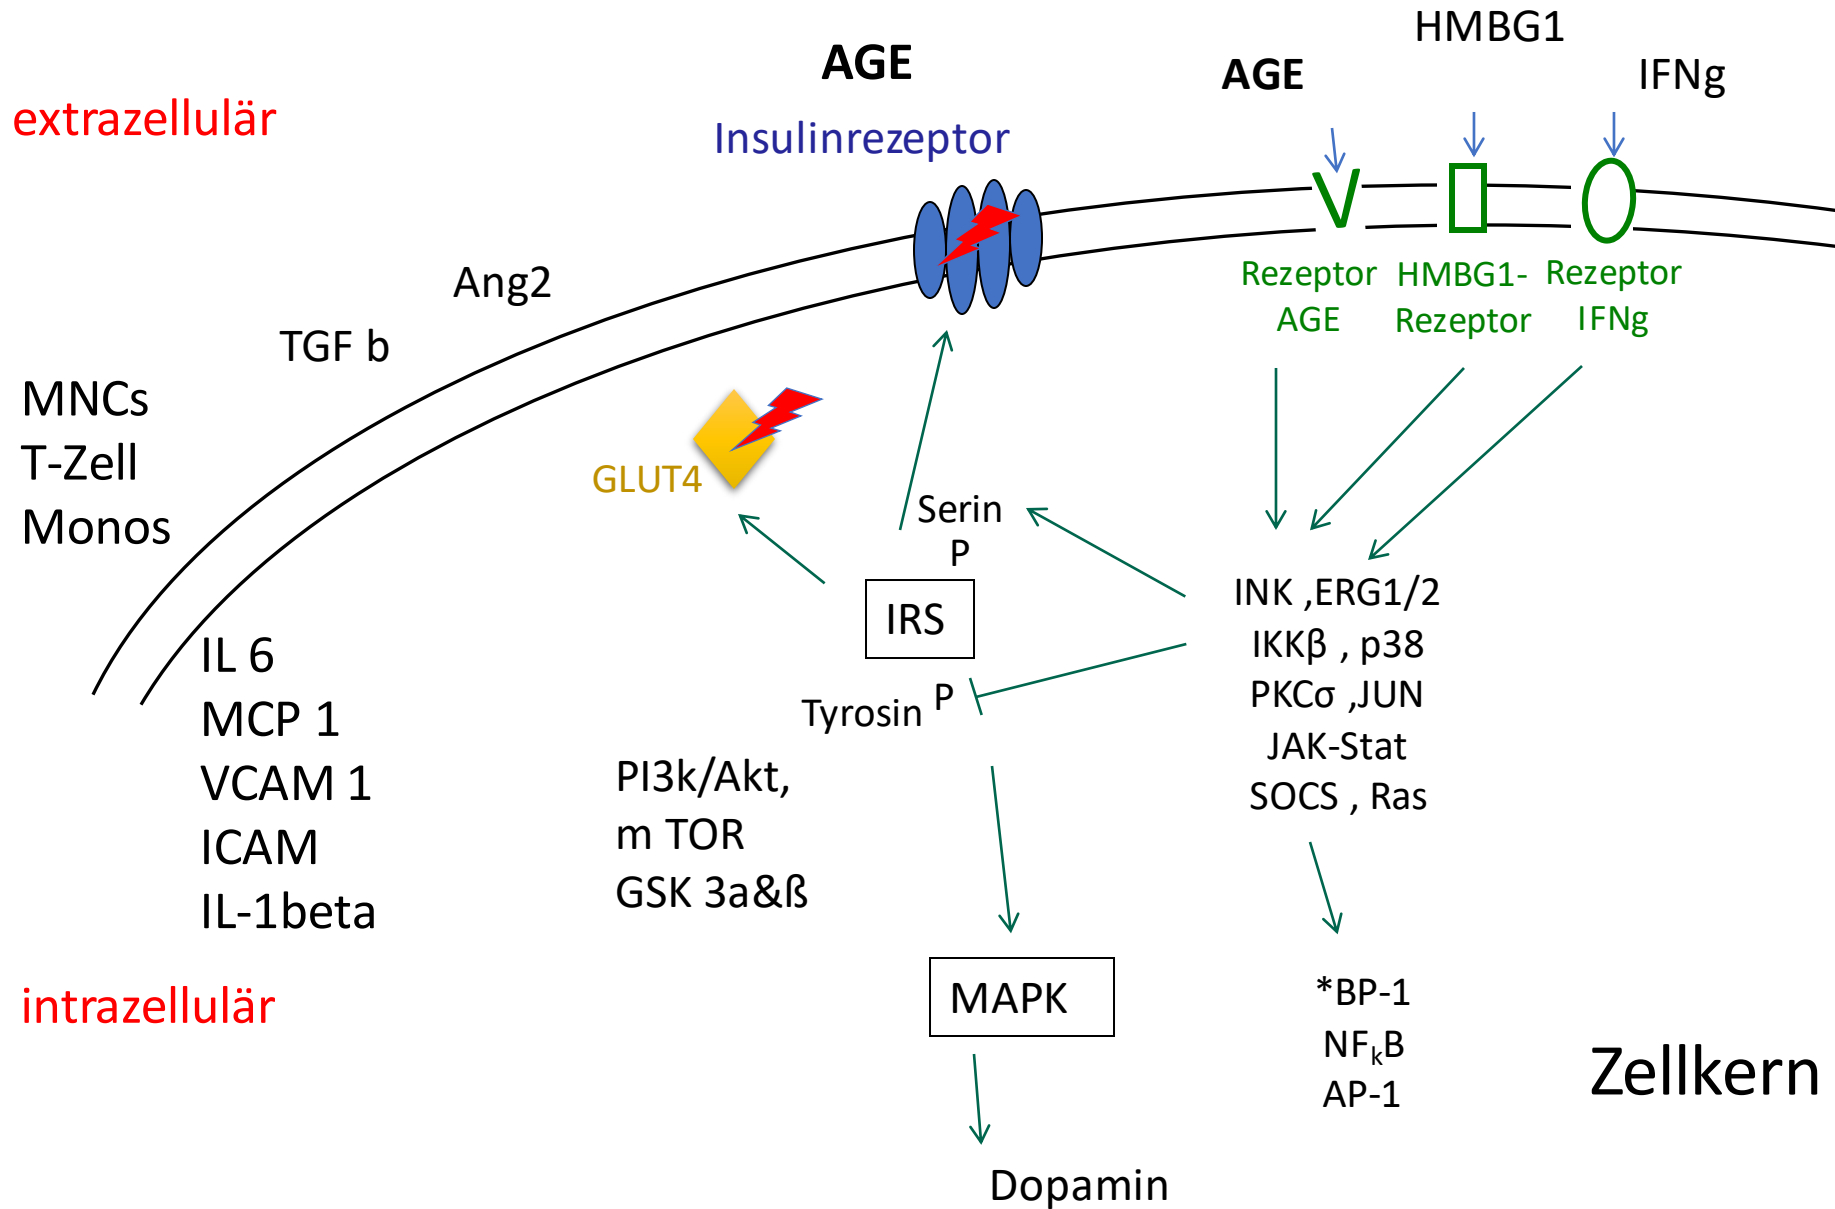 HMBG1
AGE
AGE
IFNg
extrazellulär
Insulinrezeptor
Rezeptor
AGE
HMBG1-
Rezeptor
Rezeptor
IFNg
Ang2
TGF b
MNCs
T-Zell
Monos
GLUT4
Serin
P
IRS
P
Tyrosin
INK ,ERG1/2
IKKβ , p38
PKCσ ,JUN
JAK-Stat
SOCS , Ras
IL 6
MCP 1
VCAM 1
ICAM
IL-1beta
PI3k/Akt,
m TOR
GSK 3a&ß
intrazellulär
MAPK
*BP-1
NFkB
AP-1
Zellkern
Dopamin